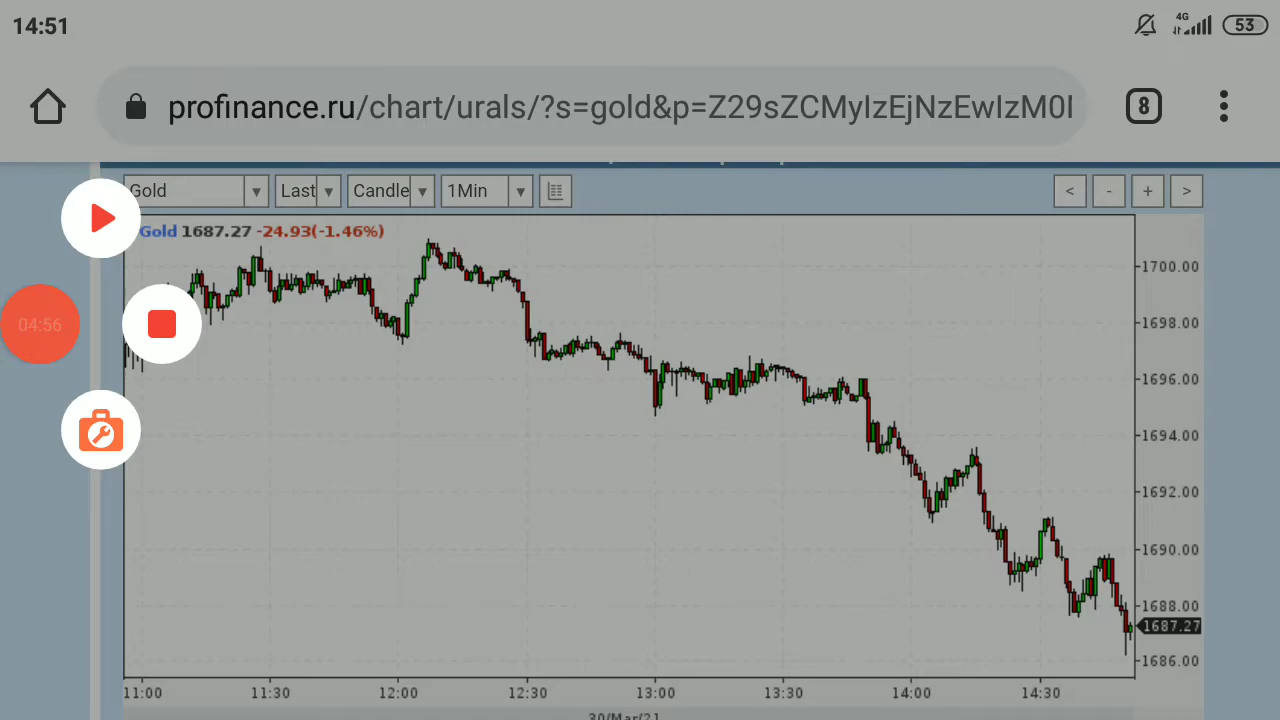 14:51
4G
53
profinance.ru/chart/urals/?s=gold&p=Z29sZCMyIzEjNzEwIzM0I
8
Gold Last Candle 1Min < - + >
Gold 1687.27 -24.93(-1.46%)
1700.00
04:56
1698.00
1696.00
1694.00
1692.00
1690.00
1688.00
1687.27
1686.00
11:00 11:30 12:00 12:30 13:00 13:30 14:00 14:30
30/Mar/21